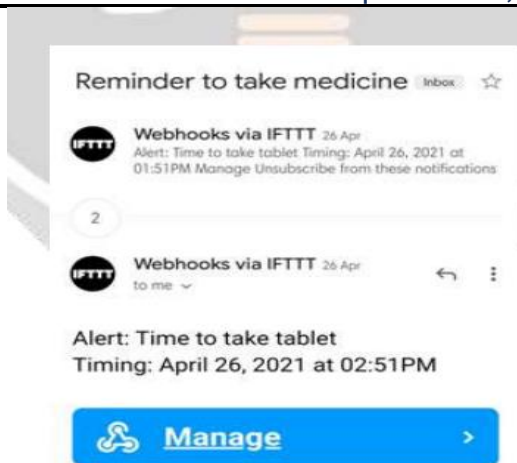 Reminder to take medicine Inbox
IFTTT Webhooks via IFTTT 26 Apr
Alert: Time to take tablet Timing: April 26, 2021 at
01:51PM Manage Unsubscribe from these notifications
2
IFTTT Webhooks via IFTTT 26 Apr
to me
Alert: Time to take tablet
Timing: April 26, 2021 at 02:51PM
Manage